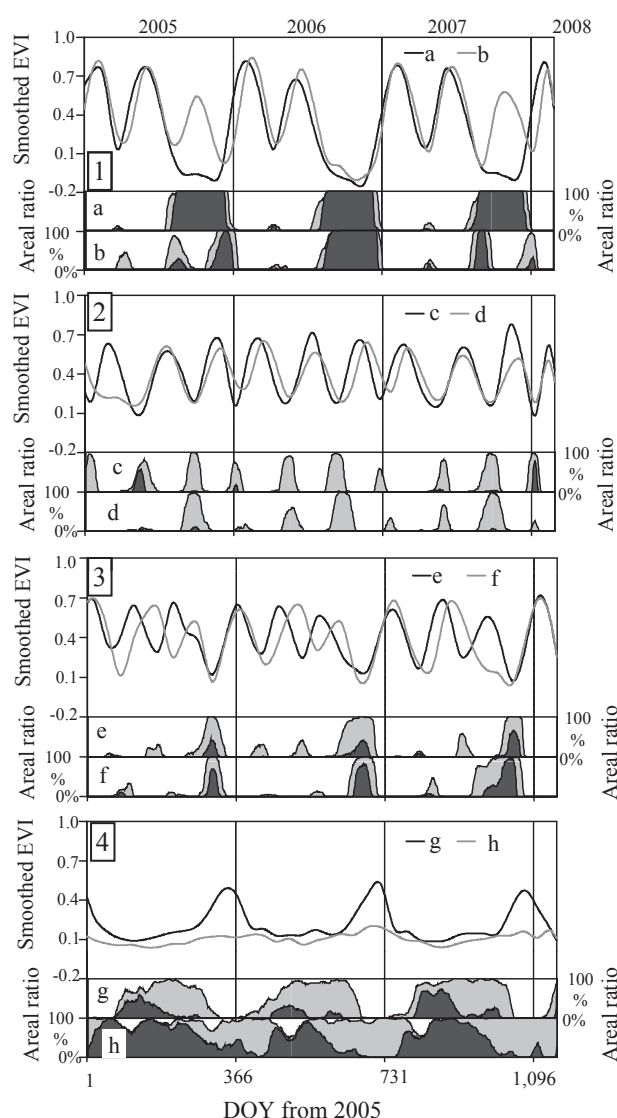 2005 2006 2007 2008
1.0
0.7
0.4
0.1
-0.2
Smoothed EVI
1
a b
Areal ratio
a
b
100
%
0%
100
%
0%
Areal ratio
1.0
0.7
0.4
0.1
-0.2
Smoothed EVI
2
c d
Areal ratio
c
d
100
%
0%
100
%
0%
Areal ratio
1.0
0.7
0.4
0.1
-0.2
Smoothed EVI
3
e f
Areal ratio
e
f
100
%
0%
100
%
0%
Areal ratio
1.0
0.7
0.4
0.1
-0.2
Smoothed EVI
4
g h
Areal ratio
g
h
100
%
0%
100
%
0%
Areal ratio
1 366 731 1,096
DOY from 2005